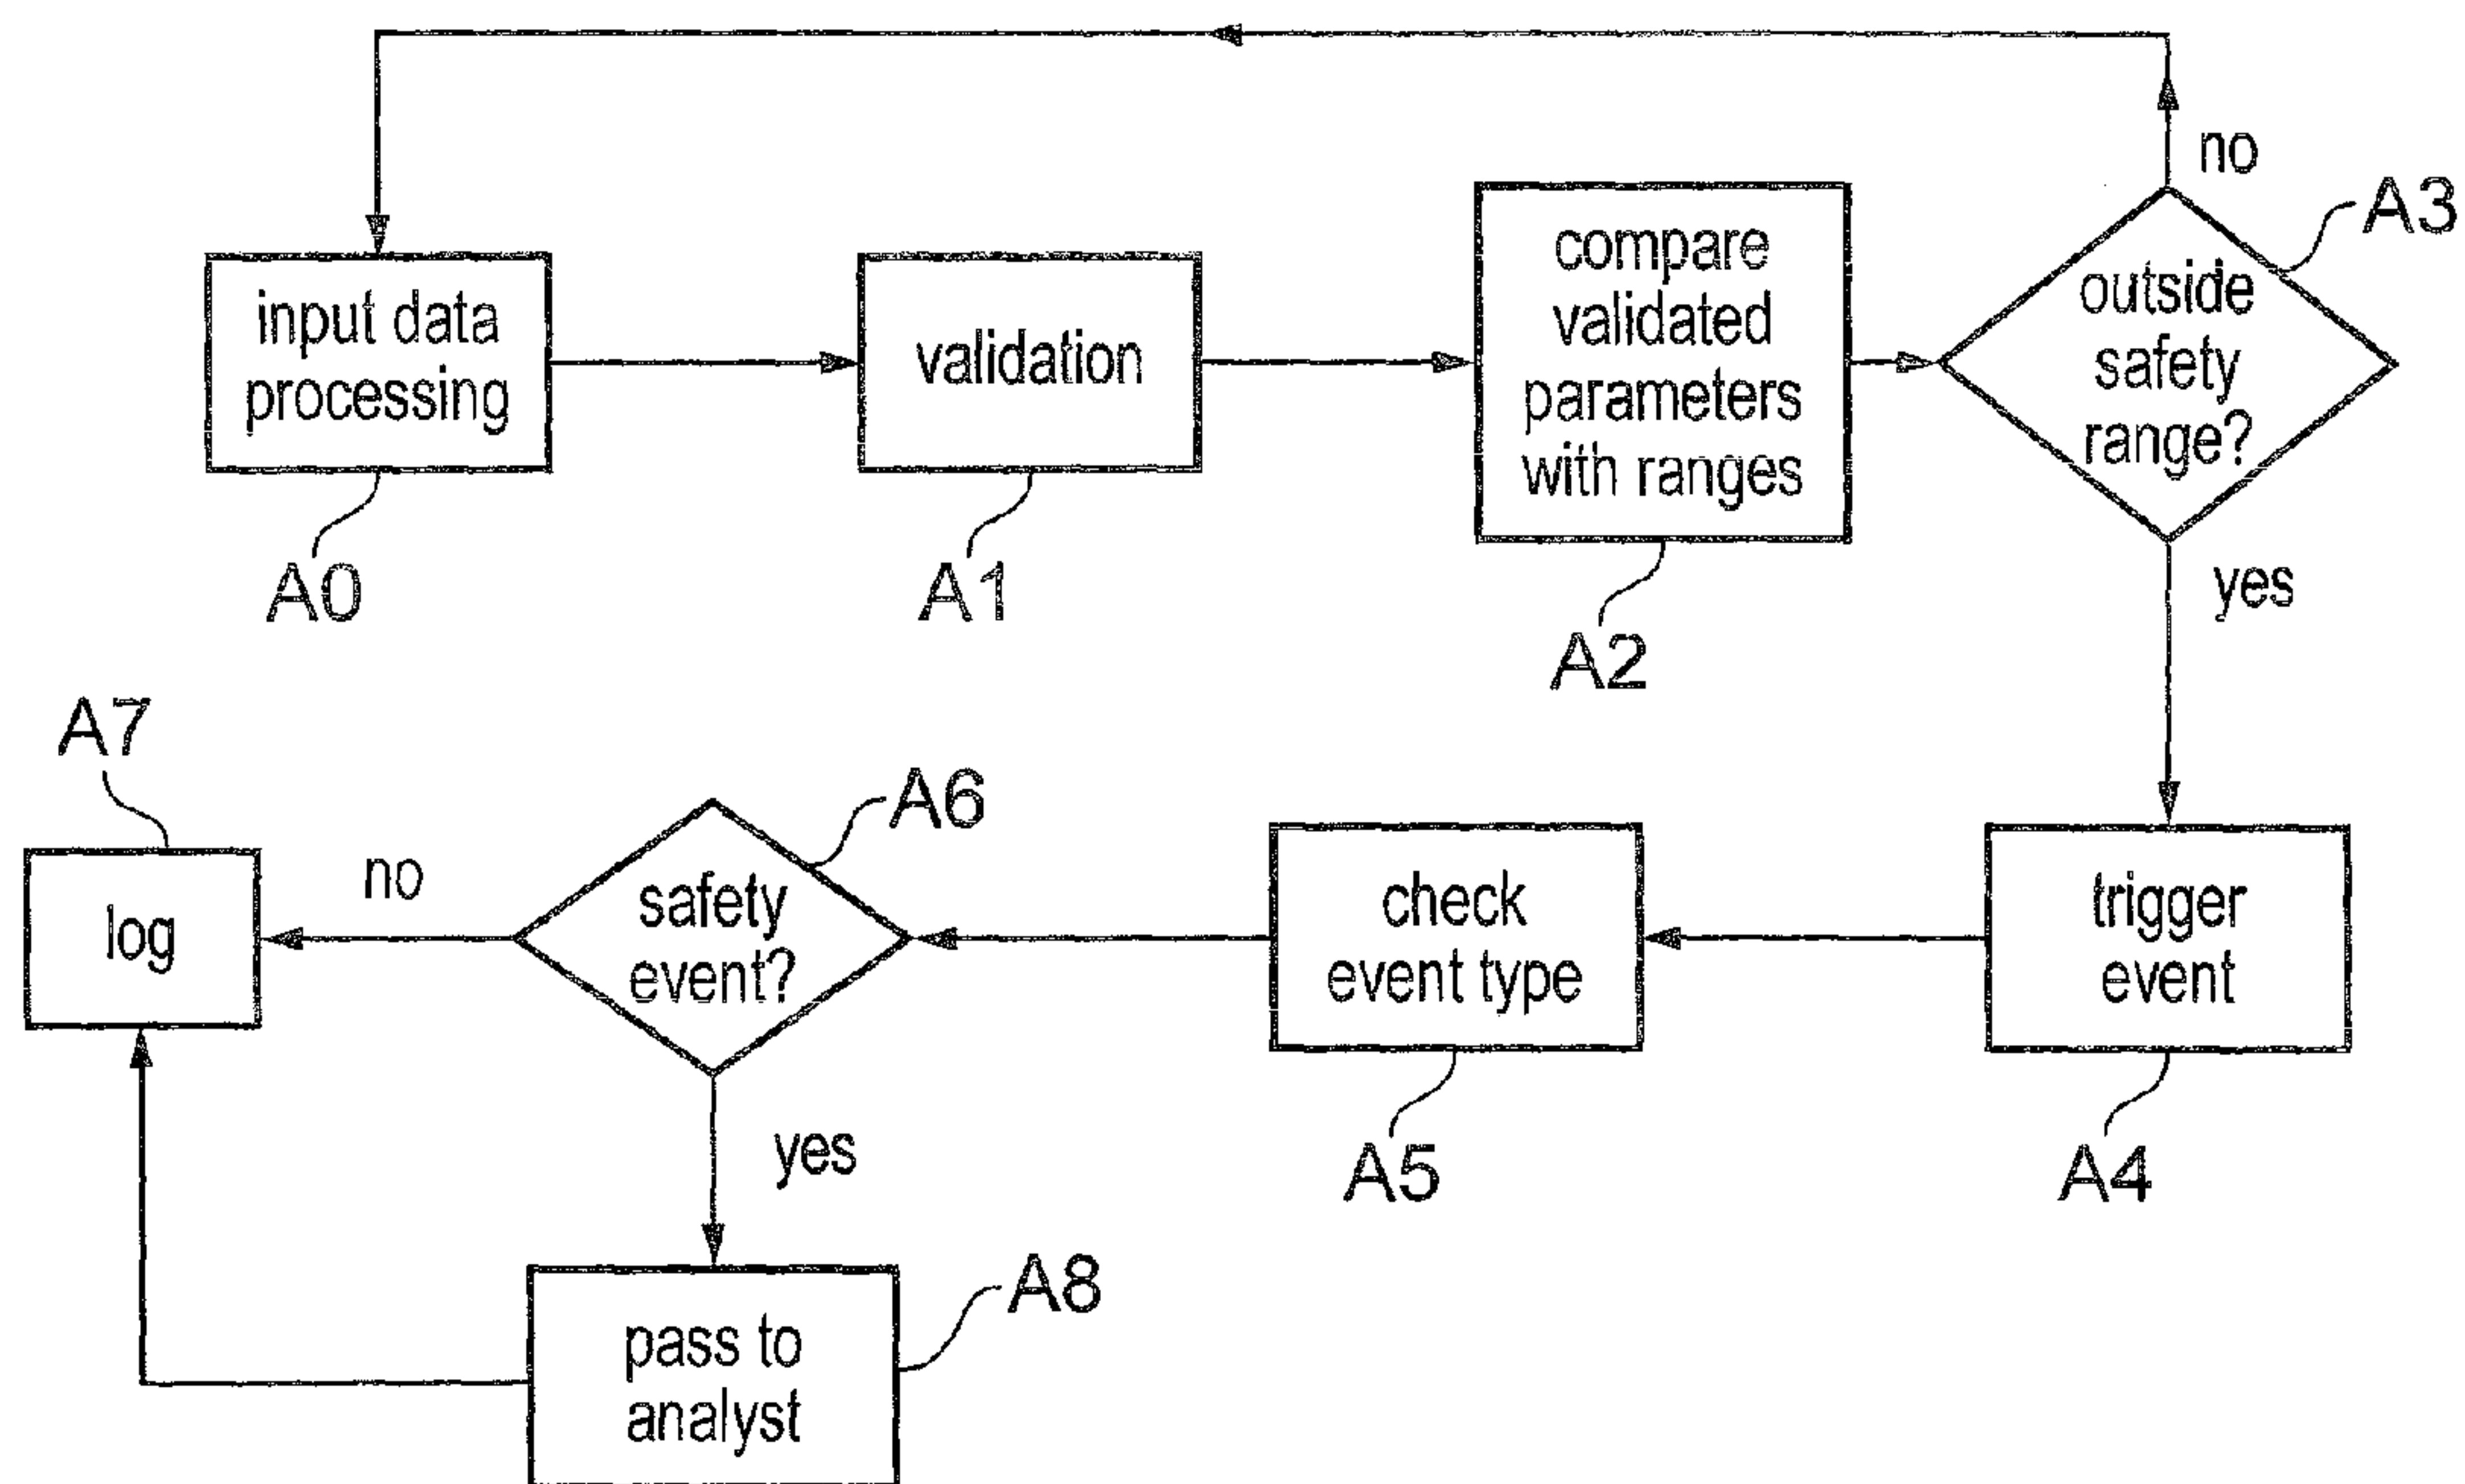 no
A3
input data
processing
A0
validation
A1
compare
validated
parameters
with ranges
A2
outside
safety
range?
yes
trigger
event
A4
check
event type
A5
safety
event?
A6
no
log
A7
yes
pass to
analyst
A8